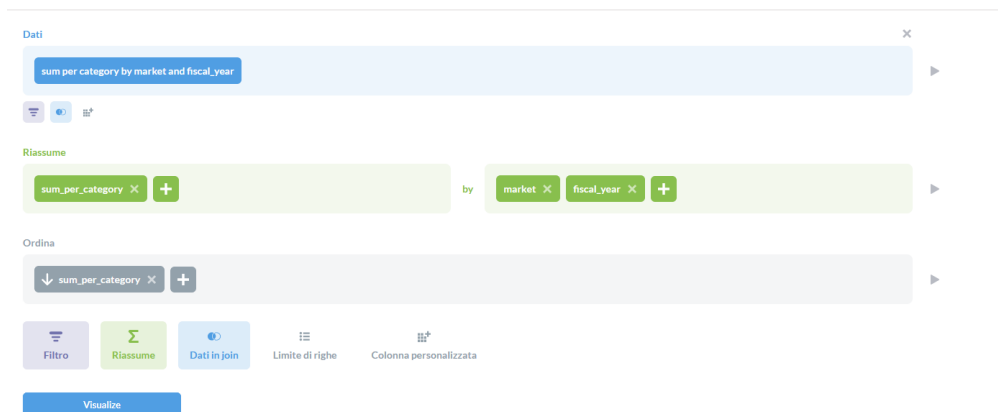 Dati
sum per category by market and fiscal_year
Riassume
sum_per_category
by
market
fiscal_year
Ordina
sum_per_category
Filtro
Riassume
Dati in join
Limite di righe
Colonna personalizzata
Visualize